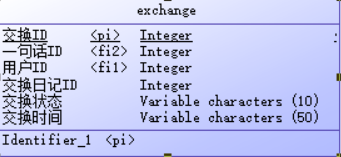 exchange
交换ID <pi> Integer
一句话ID <fi2> Integer
用户ID <fi1> Integer
交换日记ID Integer
交换状态 Variable characters (10)
交换时间 Variable characters (50)
Identifier_1 <pi>